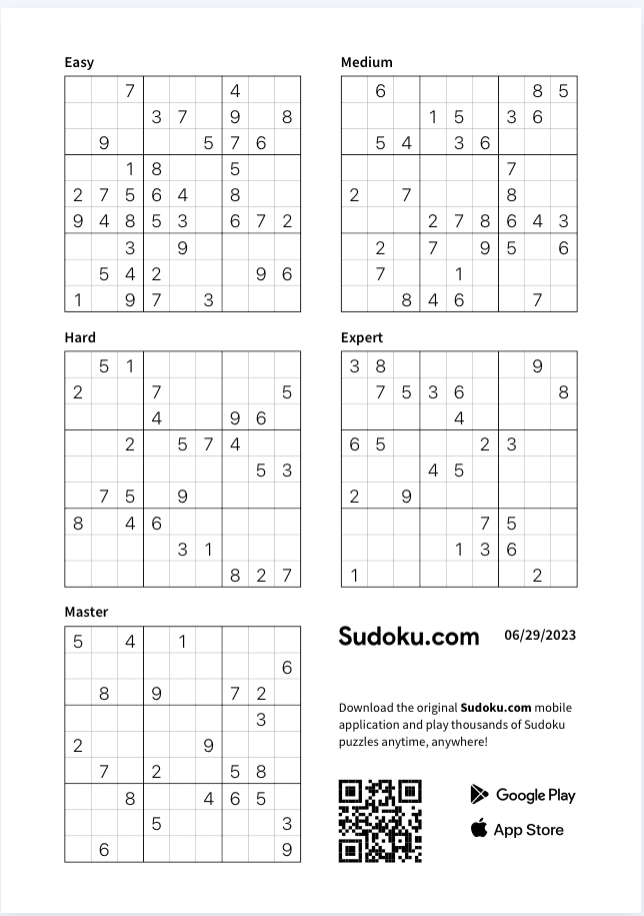 Easy
7 4
3 7 9 8
9 5 7 6
1 8 5
2 7 5 6 4 8
9 4 8 5 3 6 7 2
3 9
5 4 2 9 6
1 9 7 3
Medium
6 8 5
1 5 3 6
5 4 3 6
7
2 7 8
2 7 8 6 4 3
2 7 9 5 6
7 1
8 4 6 7
Hard
5 1
2 7 5
4 9 6
2 5 7 4
5 3
7 5 9
8 4 6
3 1
8 2 7
Expert
3 8 9
7 5 3 6 8
4
6 5 2 3
4 5
2 9
7 5
1 3 6
1 2
Master
5 4 1
6
8 9 7 2
3
2 9
7 2 5 8
8 4 6 5
5 3
6 9
Sudoku.com 06/29/2023
Download the original Sudoku.com mobile
application and play thousands of Sudoku
puzzles anytime, anywhere!
Google Play
App Store